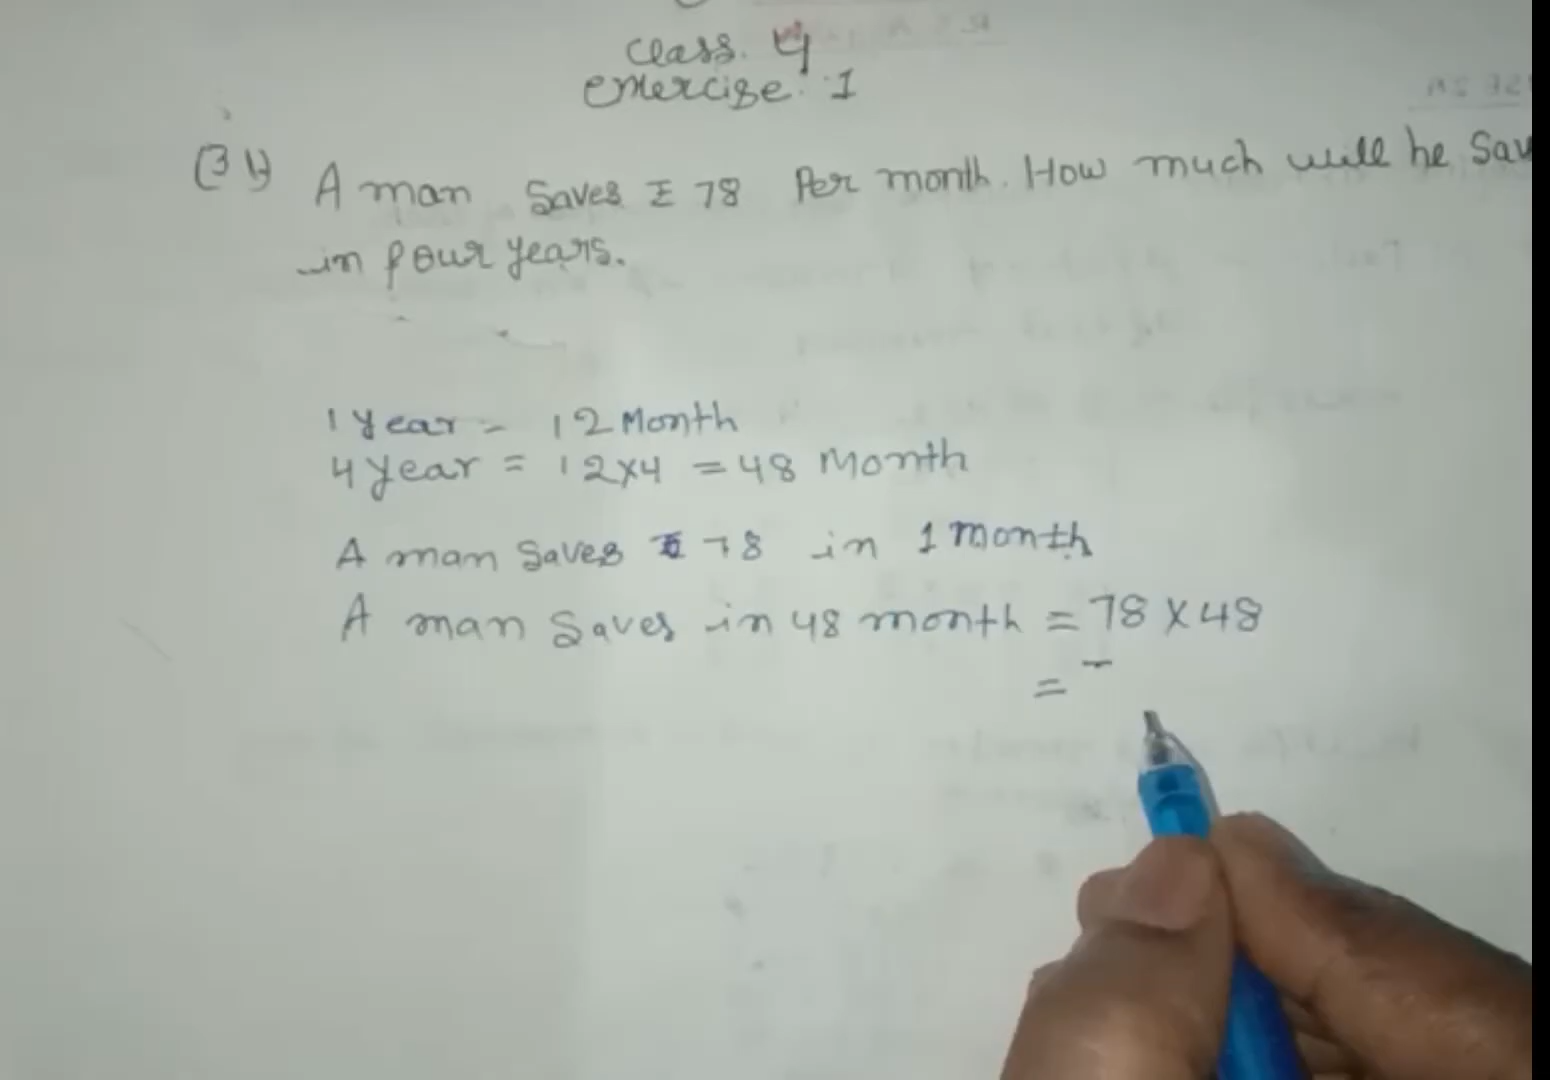 Class. 4
Exercise: 1
Q 1) A man saves ₹ 78 Per month. How much will he Sav
in four years.
1 year - 12 Month
4 year = 12×4 = 48 Month
A man saves ₹ 78 in 1 month
A man saves in 48 month = 78 × 48
=